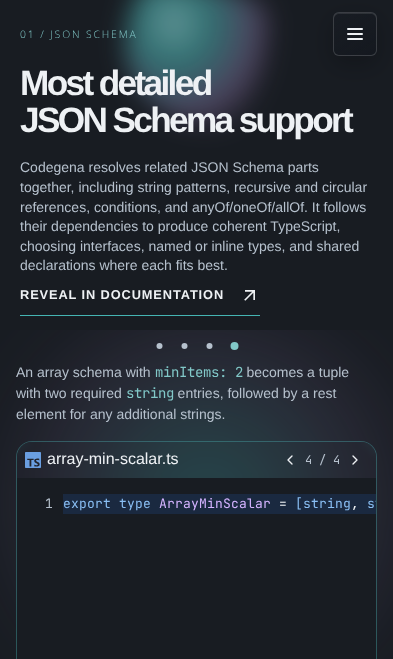 01 / JSON SCHEMA
Most detailed
JSON Schema support
Codegena resolves related JSON Schema parts
together, including string patterns, recursive and circular
references, conditions, and anyOf/oneOf/allOf. It follows
their dependencies to produce coherent TypeScript,
choosing interfaces, named or inline types, and shared
declarations where each fits best.
REVEAL IN DOCUMENTATION
An array schema with minItems: 2 becomes a tuple
with two required string entries, followed by a rest
element for any additional strings.
TS array-min-scalar.ts 4 / 4
1 export type ArrayMinScalar = [string,